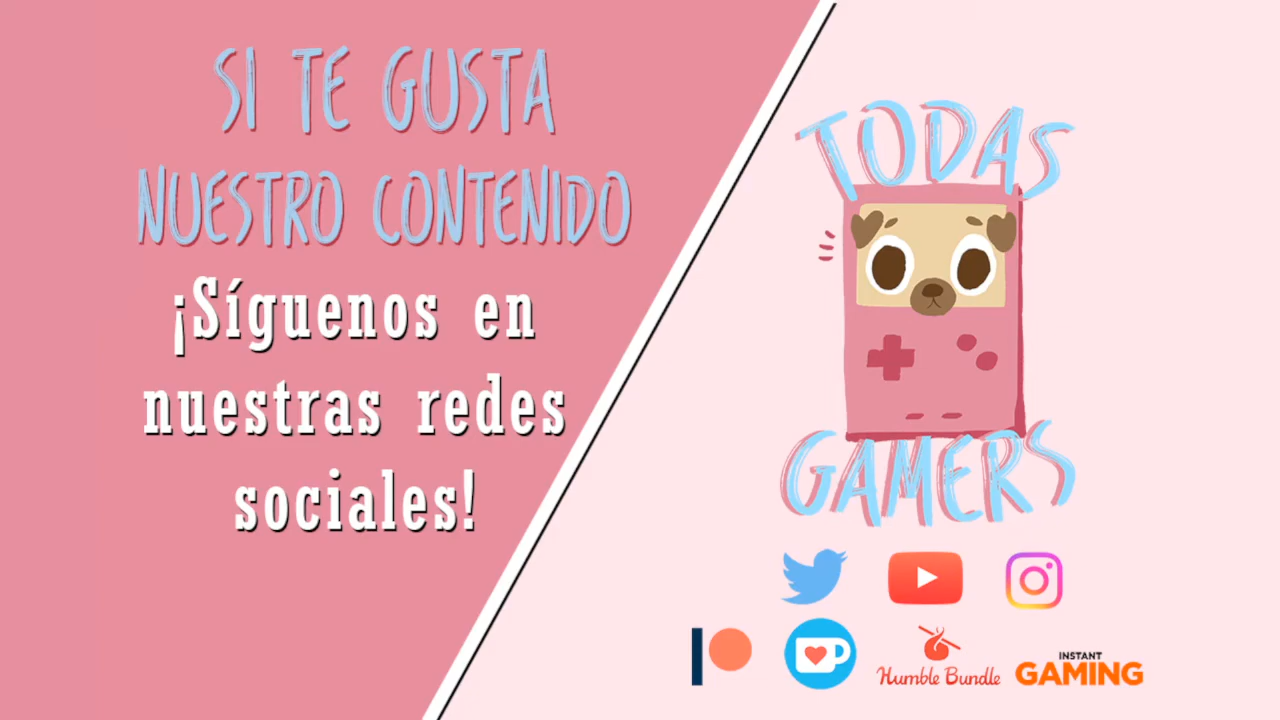 SI TE GUSTA
NUESTRO CONTENIDO
¡Síguenos en
nuestras redes
sociales!
TODAS
GAMERS
Humble Bundle
INSTANT
GAMING